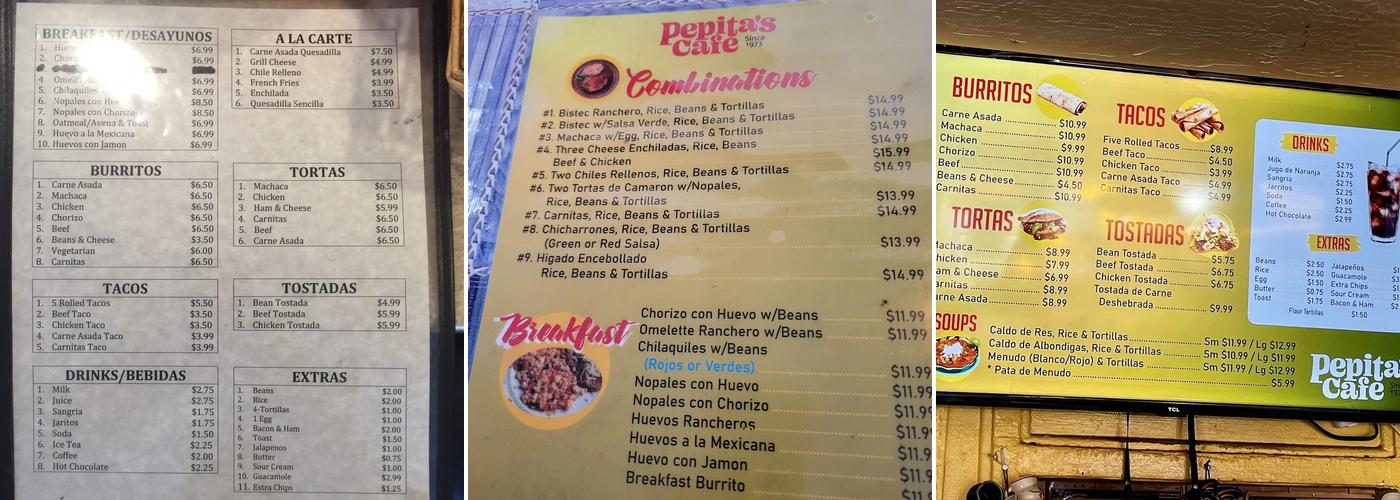 BREAKFAST/DESAYUNOS
1. Huev $6.99
2. Chori $6.99
4. Omelet $6.99
5. Chilaquiles $6.99
6. Nopales con Hue $8.50
7. Nopales con Chorizo $8.50
8. Oatmeal/Avena & Toast $6.99
9. Huevo a la Mexicana $6.99
10. Huevos con Jamon $6.99
A LA CARTE
1. Carne Asada Quesadilla $7.50
2. Grill Cheese $4.99
3. Chile Relleno $4.99
4. French Fries $3.99
5. Enchilada $3.50
6. Quesadilla Sencilla $3.50
BURRITOS
1. Carne Asada $6.50
2. Machaca $6.50
3. Chicken $6.50
4. Chorizo $6.50
5. Beef $6.50
6. Beans & Cheese $3.50
7. Vegetarian $6.00
8. Carnitas $6.50
TORTAS
1. Machaca $6.50
2. Chicken $6.50
3. Ham & Cheese $5.99
4. Carnitas $6.50
5. Beef $6.50
6. Carne Asada $6.50
TACOS
1. 5 Rolled Tacos $5.50
2. Beef Taco $3.50
3. Chicken Taco $3.50
4. Carne Asada Taco $3.99
5. Carnitas Taco $3.99
TOSTADAS
1. Bean Tostada $4.99
2. Beef Tostada $5.99
3. Chicken Tostada $5.99
DRINKS/BEBIDAS
1. Milk $2.75
2. Juice $2.75
3. Sangria $1.75
4. Jaritos $1.75
5. Soda $1.50
6. Ice Tea $2.25
7. Coffee $2.00
8. Hot Chocolate $2.25
EXTRAS
1. Beans $2.00
2. Rice $2.00
3. 4-Tortillas $1.00
4. 1 Egg $1.00
5. Bacon & Ham $2.00
6. Toast $1.50
7. Jalapenos $1.00
8. Butter $0.75
9. Sour Cream $1.00
10. Guacamole $2.99
11. Extra Chips $1.25
Pepita's
Cafe Since
1973
Combinations
#1. Bistec Ranchero, Rice, Beans & Tortillas $14.99
#2. Bistec w/Salsa Verde, Rice, Beans & Tortillas $14.99
#3. Machaca w/Egg, Rice, Beans & Tortillas $14.99
#4. Three Cheese Enchiladas, Rice, Beans $14.99
Beef & Chicken $15.99
#5. Two Chiles Rellenos, Rice, Beans & Tortillas $14.99
#6. Two Tortas de Camaron w/Nopales,
Rice, Beans & Tortillas $13.99
#7. Carnitas, Rice, Beans & Tortillas $14.99
#8. Chicharrones, Rice, Beans & Tortillas
(Green or Red Salsa) $13.99
#9. Higado Encebollado
Rice, Beans & Tortillas $14.99
Breakfast
Chorizo con Huevo w/Beans $11.99
Omelette Ranchero w/Beans $11.99
Chilaquiles w/Beans
(Rojos or Verdes) $11.99
Nopales con Huevo $11.99
Nopales con Chorizo $11.9
Huevos Rancheros $11.9
Huevos a la Mexicana $11.9
Huevo con Jamon $11.9
Breakfast Burrito $11.9
BURRITOS
Carne Asada $10.99
Machaca $10.99
Chicken $9.99
Chorizo $10.99
Beef $10.99
Beans & Cheese $4.50
Carnitas $10.99
TACOS
Five Rolled Tacos $8.99
Beef Taco $4.50
Chicken Taco $3.99
Carne Asada Taco $4.99
Carnitas Taco $4.99
TORTAS
Machaca $8.99
hicken $7.99
am & Cheese $6.99
arnitas $8.99
rne Asada $8.99
TOSTADAS
Bean Tostada $5.75
Beef Tostada $6.75
Chicken Tostada $6.75
Tostada de Carne
Deshebrada $9.99
DRINKS
Milk $2.75
Jugo de Naranja $2.75
Sangria $2.25
Jarritos $2.25
Soda $1.50
Coffee $2.25
Hot Chocolate $2.99
EXTRAS
Beans $2.50
Rice $2.50
Egg $1.50
Butter $0.75
Toast $1.75
Jalapeños
Guacamole
Extra Chips
Sour Cream
Bacon & Ham
Flour Tortillas $1.50
SOUPS
Caldo de Res, Rice & Tortillas Sm $11.99 / Lg $12.99
Caldo de Albondigas, Rice & Tortillas Sm $10.99 / Lg $11.99
Menudo (Blanco/Rojo) & Tortillas Sm $11.99 / Lg $12.99
* Pata de Menudo $5.99
Pepita
Cafe
TCL